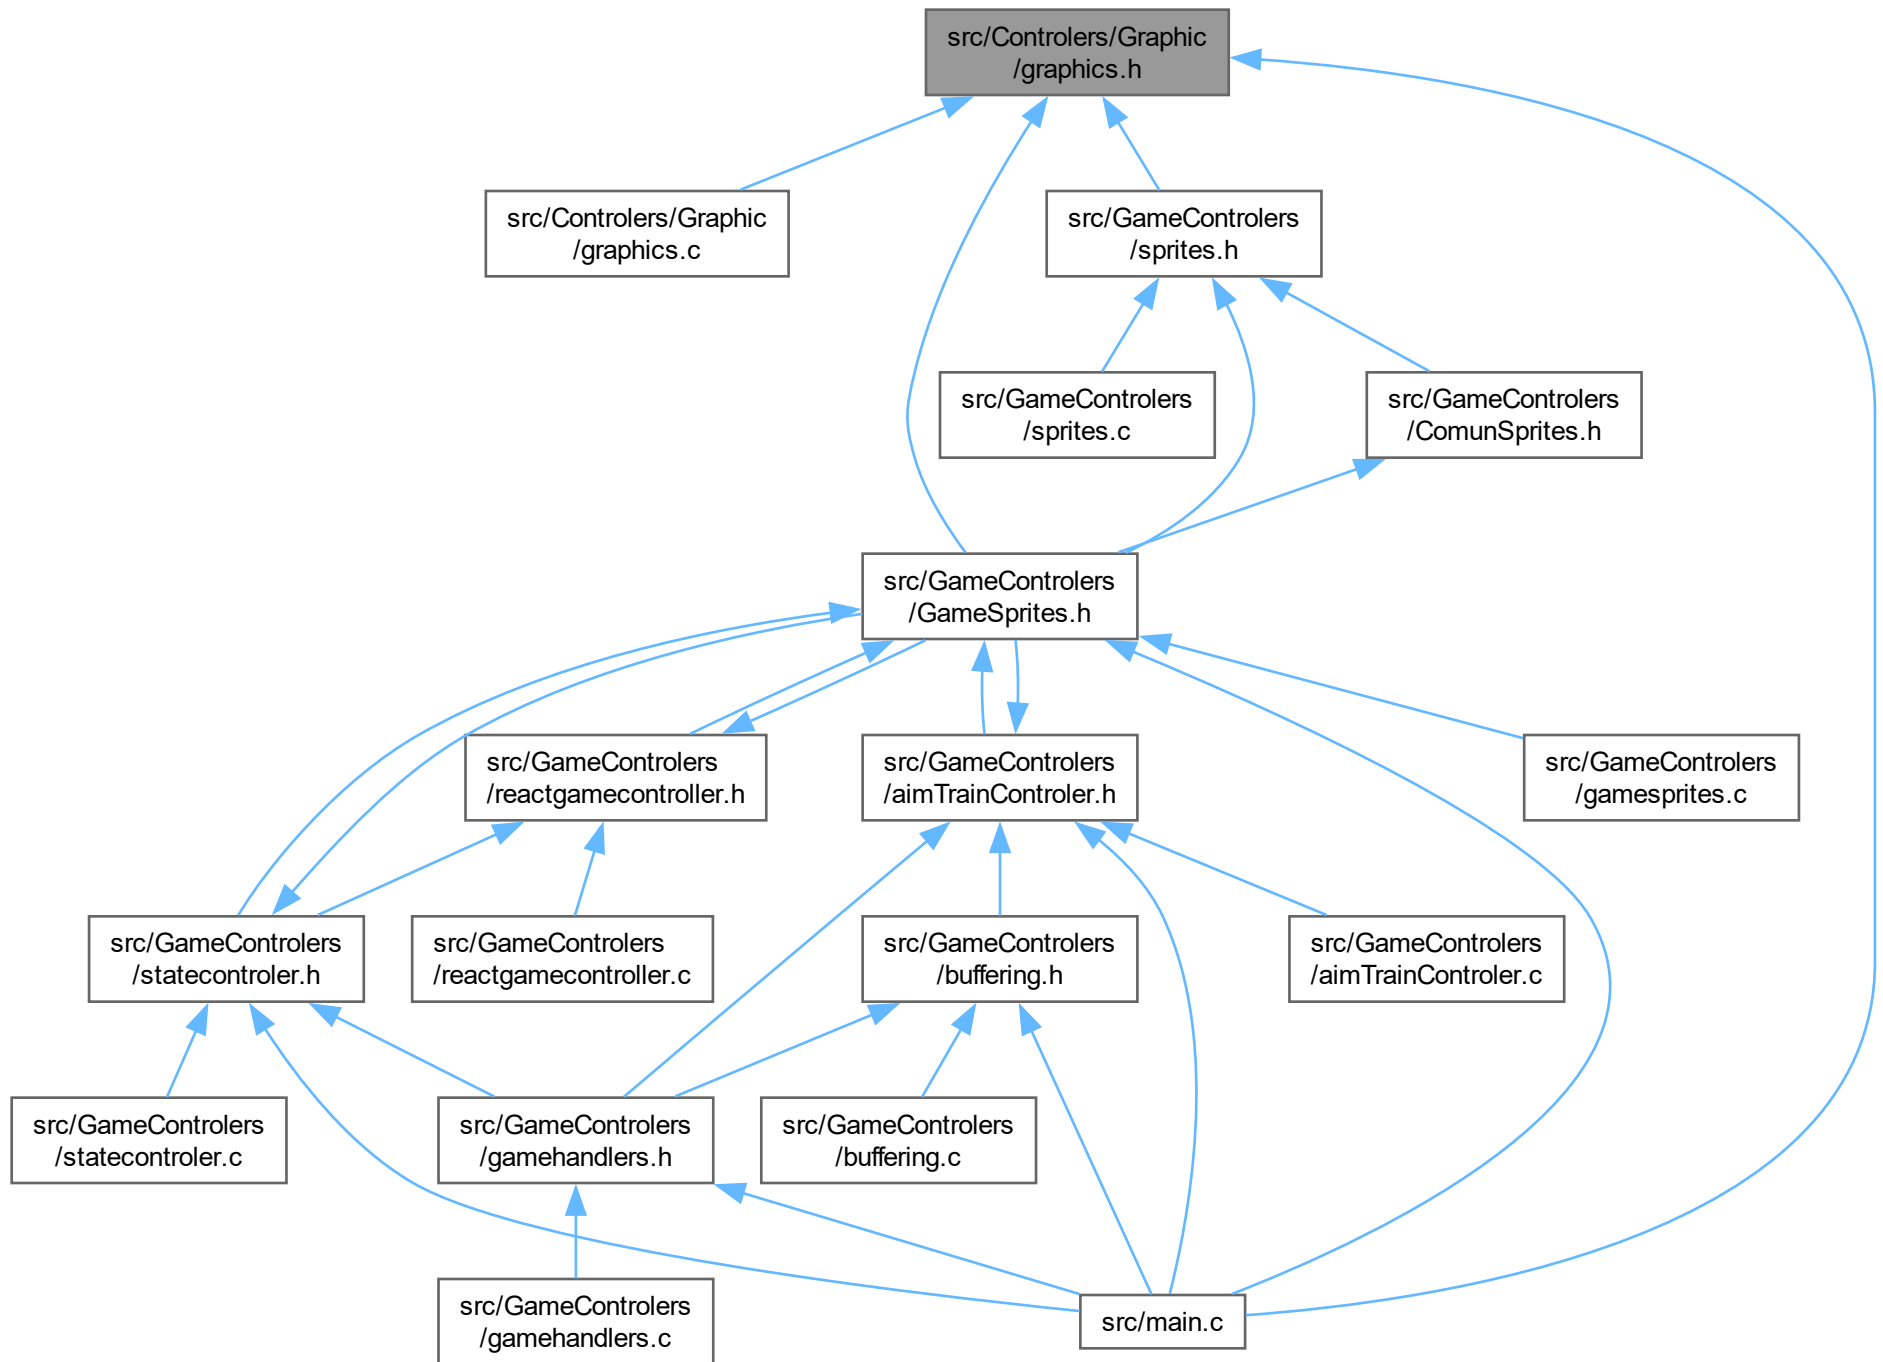 src/Controlers/Graphic
/graphics.h
src/Controlers/Graphic
/graphics.c
src/GameControlers
/sprites.h
src/GameControlers
/sprites.c
src/GameControlers
/ComunSprites.h
src/GameControlers
/GameSprites.h
src/GameControlers
/reactgamecontroller.h
src/GameControlers
/aimTrainControler.h
src/GameControlers
/gamesprites.c
src/GameControlers
/statecontroler.h
src/GameControlers
/reactgamecontroller.c
src/GameControlers
/buffering.h
src/GameControlers
/aimTrainControler.c
src/GameControlers
/statecontroler.c
src/GameControlers
/gamehandlers.h
src/GameControlers
/buffering.c
src/GameControlers
/gamehandlers.c
src/main.c